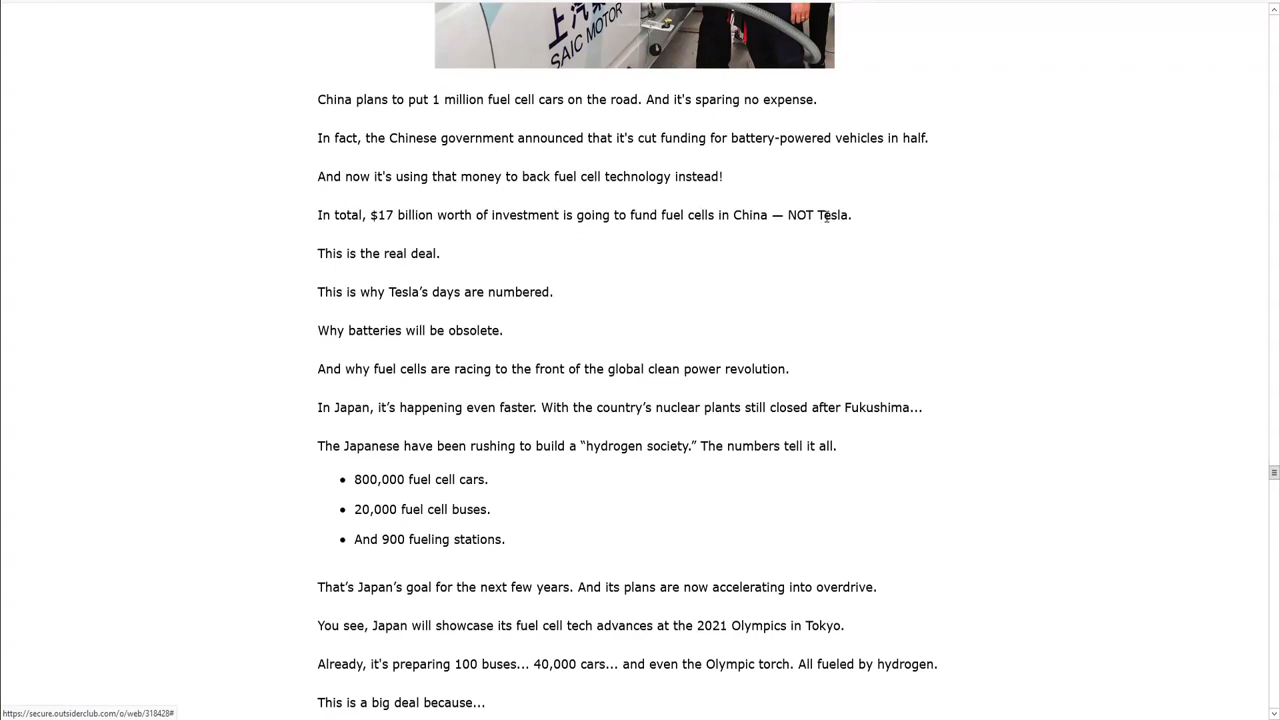 上汽
SAIC MOTOR
China plans to put 1 million fuel cell cars on the road. And it's sparing no expense.
In fact, the Chinese government announced that it's cut funding for battery-powered vehicles in half.
And now it's using that money to back fuel cell technology instead!
In total, $17 billion worth of investment is going to fund fuel cells in China — NOT Tesla.
This is the real deal.
This is why Tesla’s days are numbered.
Why batteries will be obsolete.
And why fuel cells are racing to the front of the global clean power revolution.
In Japan, it’s happening even faster. With the country’s nuclear plants still closed after Fukushima...
The Japanese have been rushing to build a “hydrogen society.” The numbers tell it all.
• 800,000 fuel cell cars.
• 20,000 fuel cell buses.
• And 900 fueling stations.
That’s Japan’s goal for the next few years. And its plans are now accelerating into overdrive.
You see, Japan will showcase its fuel cell tech advances at the 2021 Olympics in Tokyo.
Already, it's preparing 100 buses... 40,000 cars... and even the Olympic torch. All fueled by hydrogen.
This is a big deal because...
https://secure.outsiderclub.com/o/web/318428#